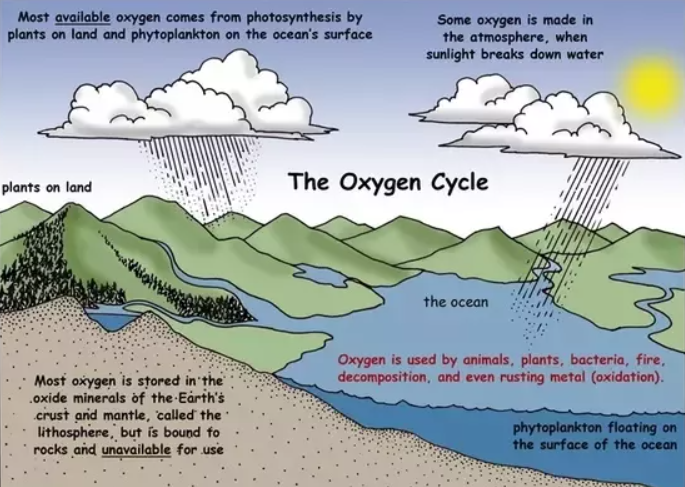 Most available oxygen comes from photosynthesis by
plants on land and phytoplankton on the ocean's surface
Some oxygen is made in
the atmosphere, when
sunlight breaks down water
plants on land
The Oxygen Cycle
the ocean
Oxygen is used by animals, plants, bacteria, fire,
decomposition, and even rusting metal (oxidation).
Most oxygen is stored in the
oxide minerals of the Earth's
crust and mantle, called the
lithosphere, but is bound to
rocks and unavailable for use
phytoplankton floating on
the surface of the ocean